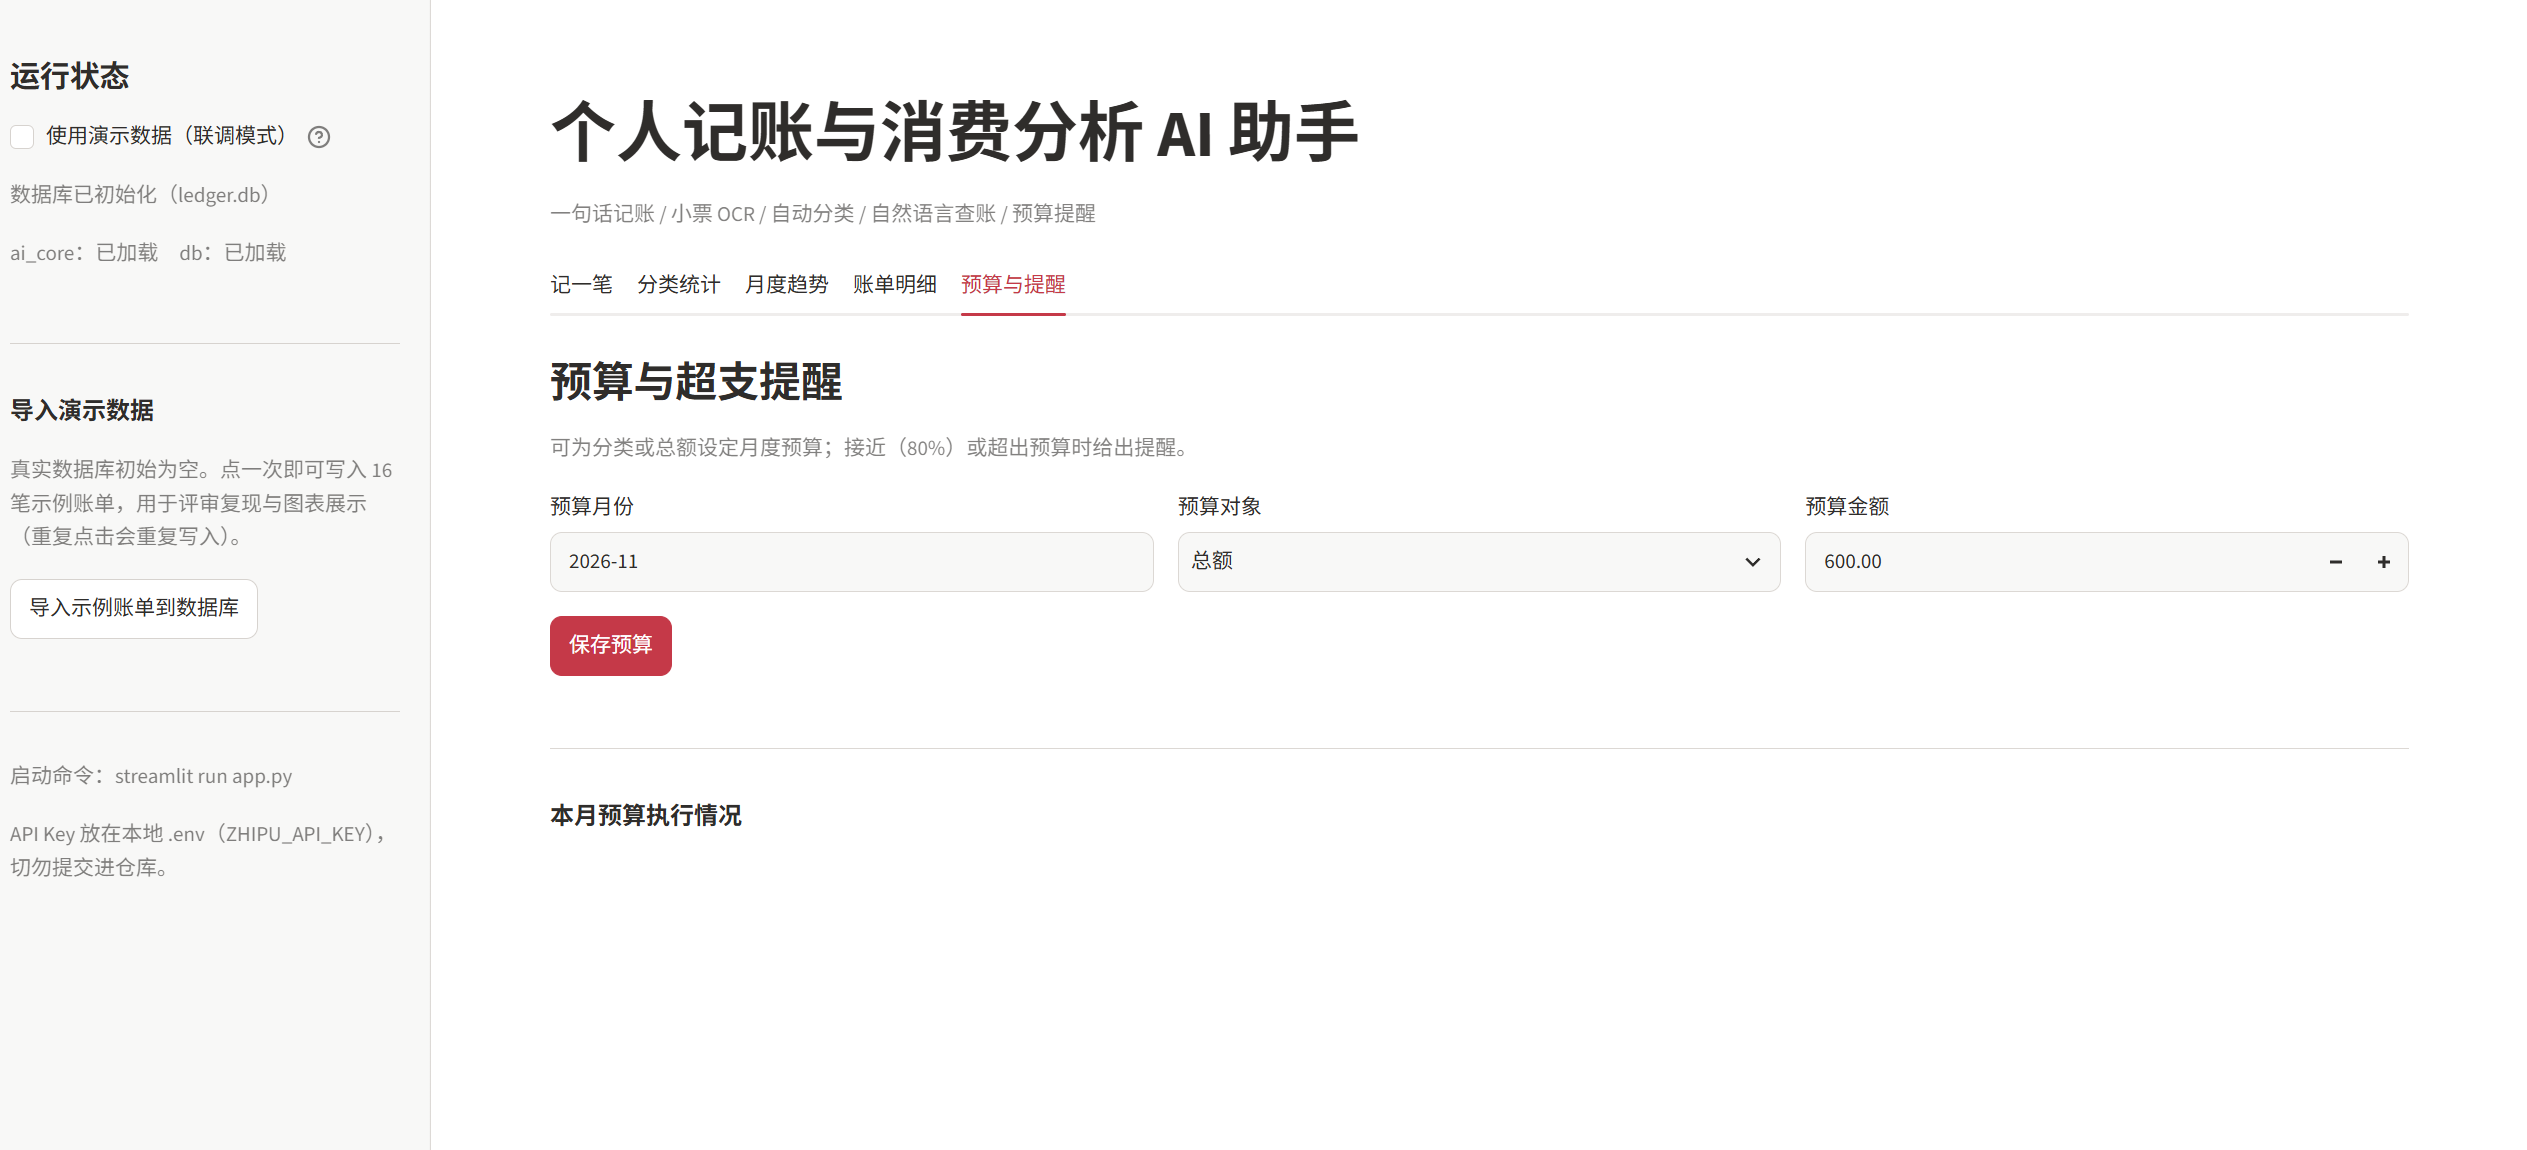 运行状态
使用演示数据（联调模式）
数据库已初始化（ledger.db）
ai_core：已加载 db：已加载
导入演示数据
真实数据库初始为空。点一次即可写入 16
笔示例账单，用于评审复现与图表展示
（重复点击会重复写入）。
导入示例账单到数据库
启动命令：streamlit run app.py
API Key 放在本地 .env（ZHIPU_API_KEY），
切勿提交进仓库。
个人记账与消费分析 AI 助手
一句话记账 / 小票 OCR / 自动分类 / 自然语言查账 / 预算提醒
记一笔 分类统计 月度趋势 账单明细 预算与提醒
预算与超支提醒
可为分类或总额设定月度预算；接近（80%）或超出预算时给出提醒。
预算月份 预算对象 预算金额
2026-11 总额 600.00
保存预算
本月预算执行情况